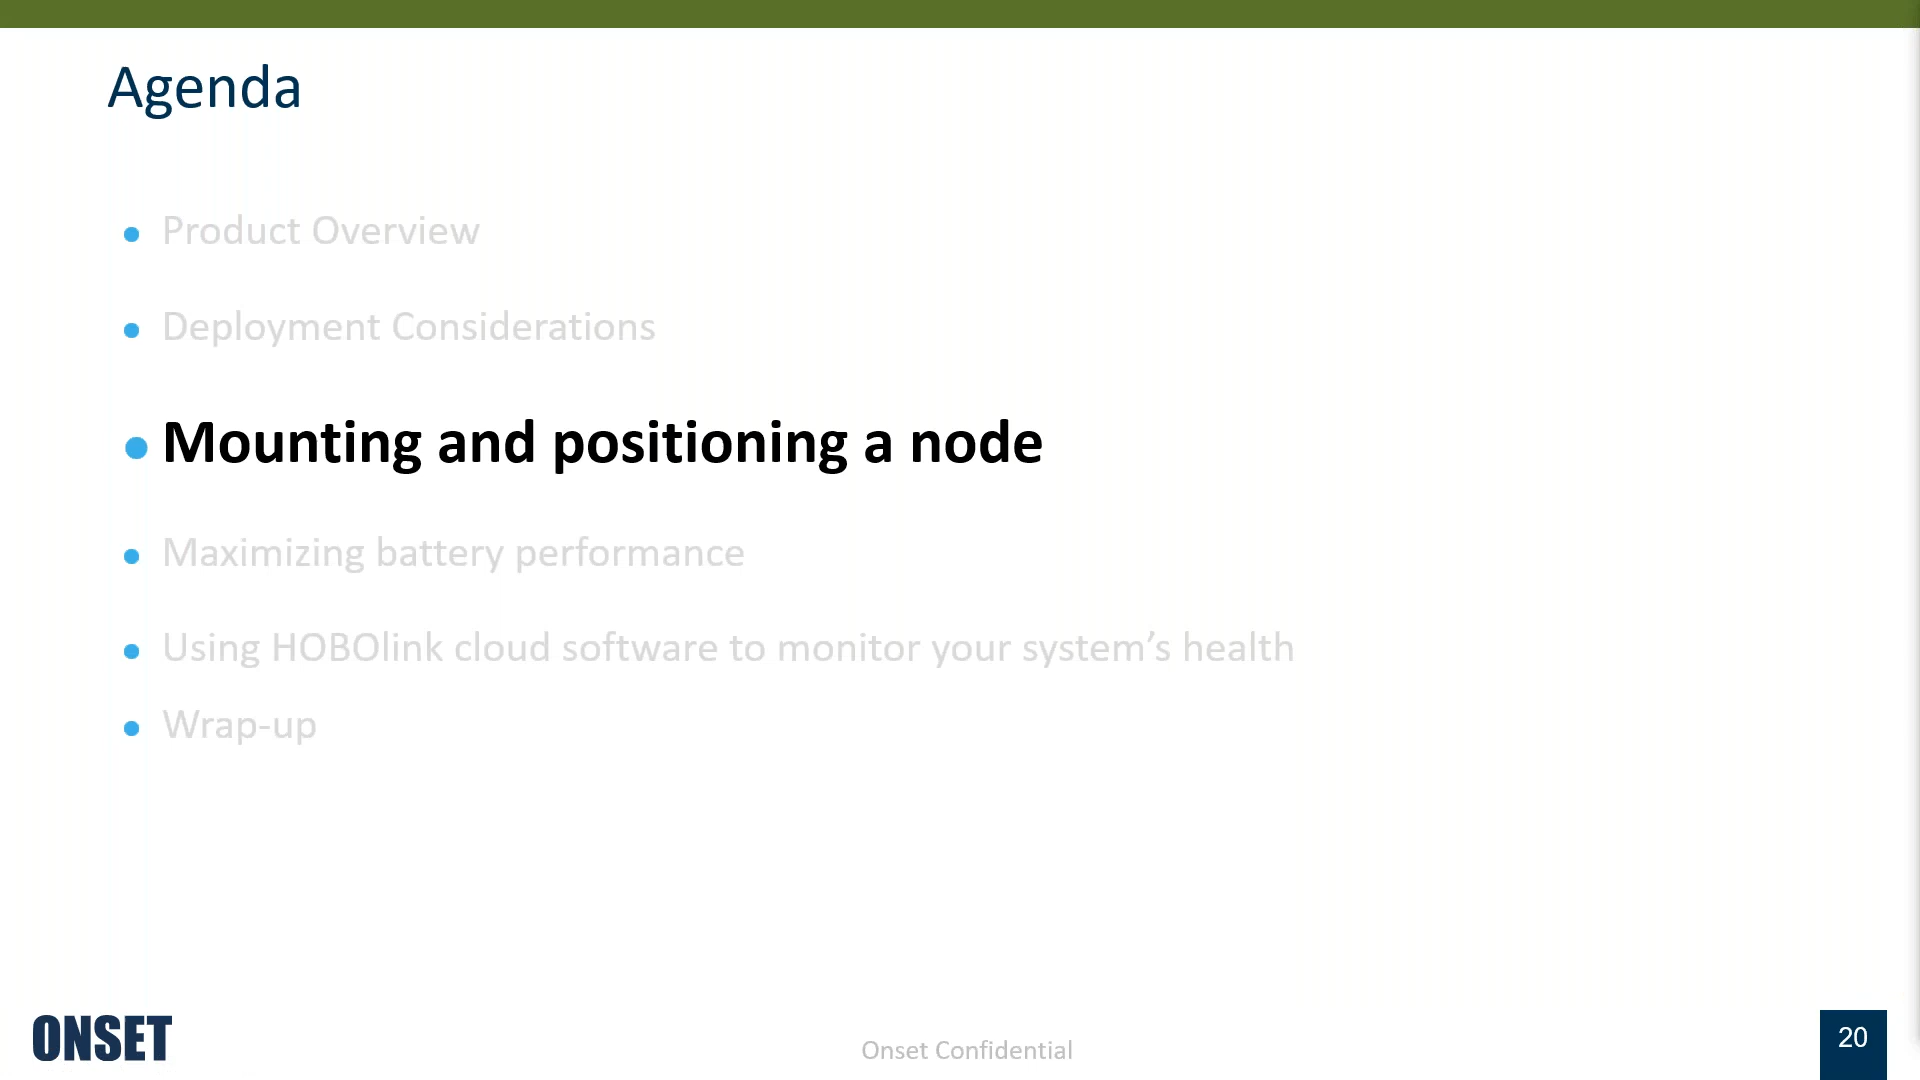 Agenda
Product Overview
Deployment Considerations
Mounting and positioning a node
Maximizing battery performance
Using HOBOlink cloud software to monitor your system’s health
Wrap-up
ONSET
Onset Confidential
20